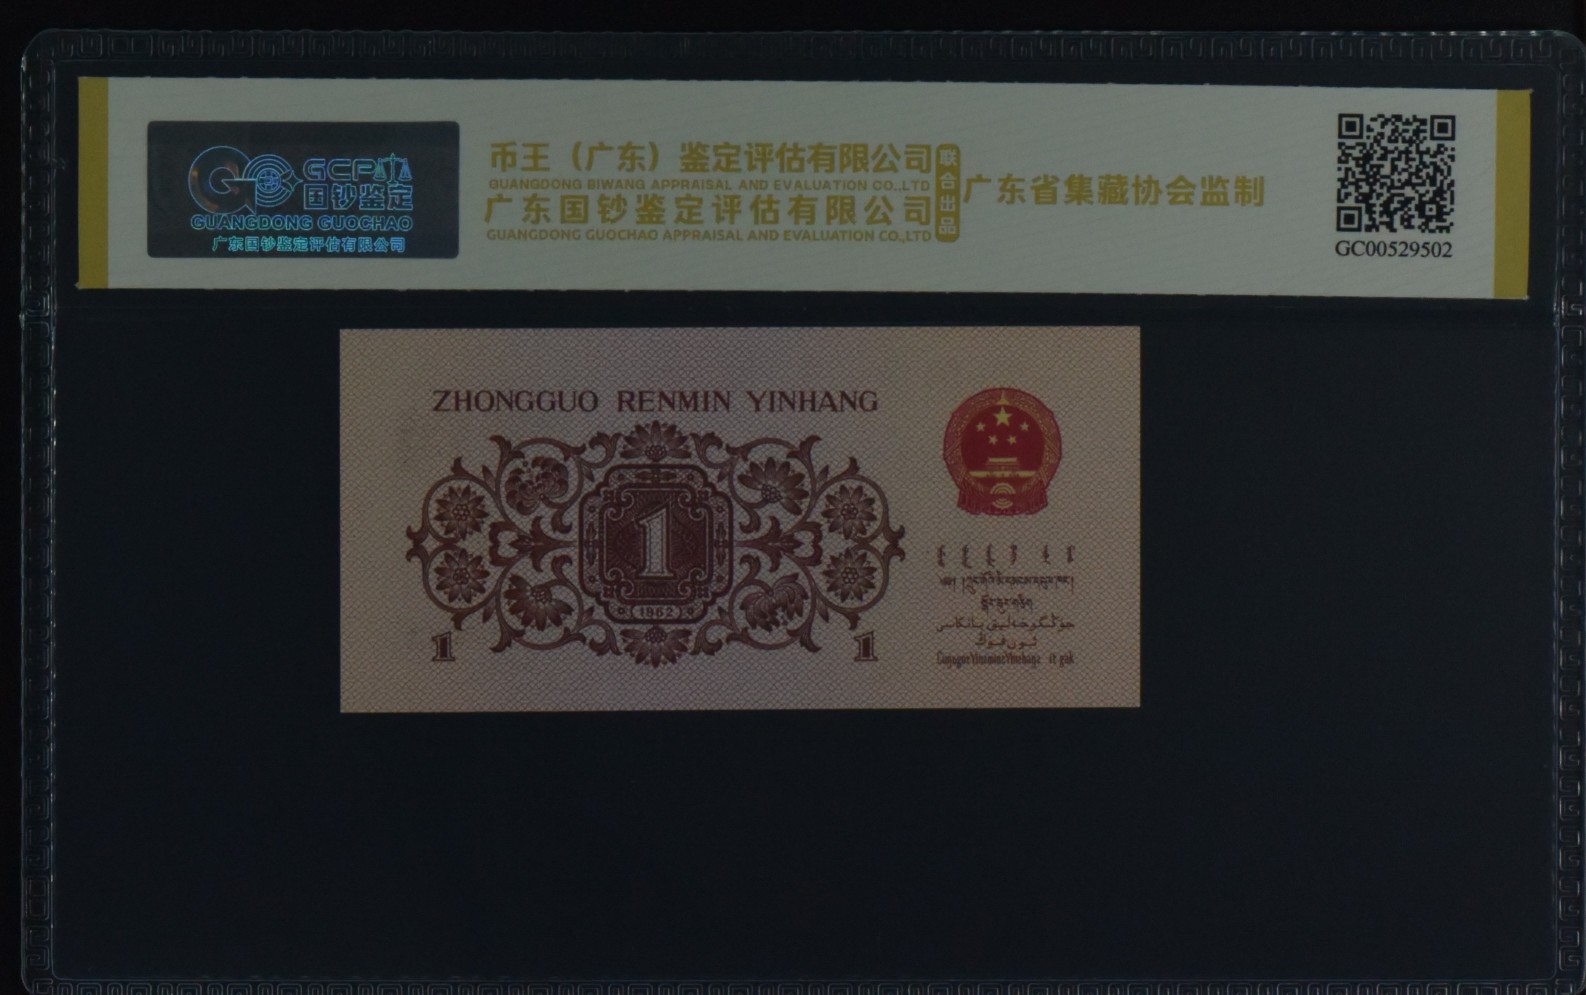 GCPA
国钞鉴定
GUANGDONG GUOCHAO
广东国钞鉴定评估有限公司
币王（广东）鉴定评估有限公司
GUANGDONG BIWANG APPRAISAL AND EVALUATION CO.,LTD
广东国钞鉴定评估有限公司
GUANGDONG GUOCHAO APPRAISAL AND EVALUATION CO.,LTD
联合出品
广东省集藏协会监制
GC00529502
ZHONGGUO RENMIN YINHANG
1
1962
1
1